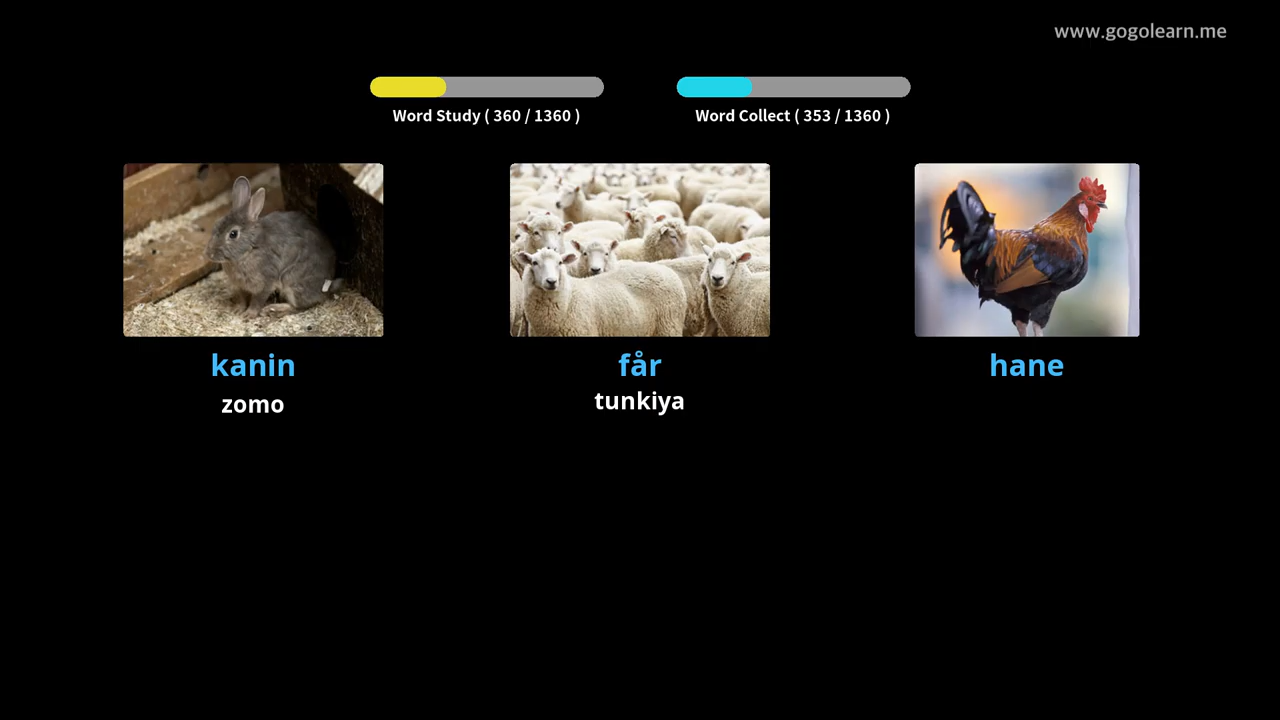 www.gogolearn.me
Word Study ( 360 / 1360 )
Word Collect ( 353 / 1360 )
kanin
får
hane
zomo
tunkiya